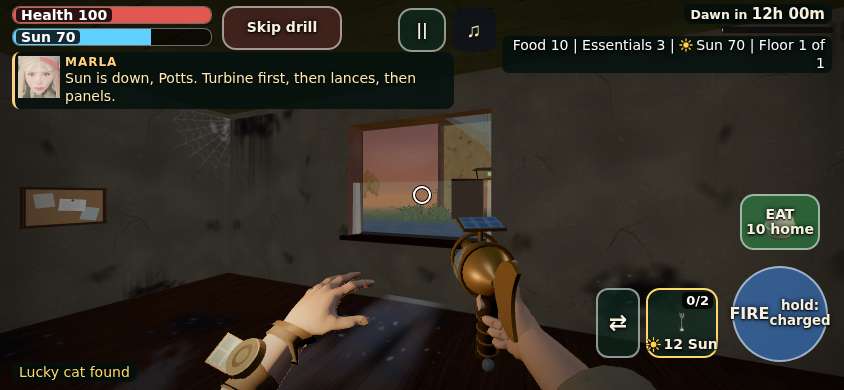 Health 100
Sun 70
Skip drill
||
♫
Dawn in 12h 00m
Food 10 | Essentials 3 | ☀ Sun 70 | Floor 1 of
1
MARLA
Sun is down, Potts. Turbine first, then lances, then
panels.
EAT
10 home
0/2
⇄
☀ 12 Sun
FIRE hold:
charged
Lucky cat found